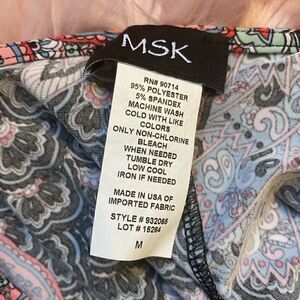 MSK
RN# 90714
95% POLYESTER
5% SPANDEX
MACHINE WASH
COLD WITH LIKE
COLORS
ONLY NON-CHLORINE
BLEACH
WHEN NEEDED
TUMBLE DRY
LOW COOL
IRON IF NEEDED
MADE IN USA OF
IMPORTED FABRIC
STYLE # 932065
LOT # 15264
M